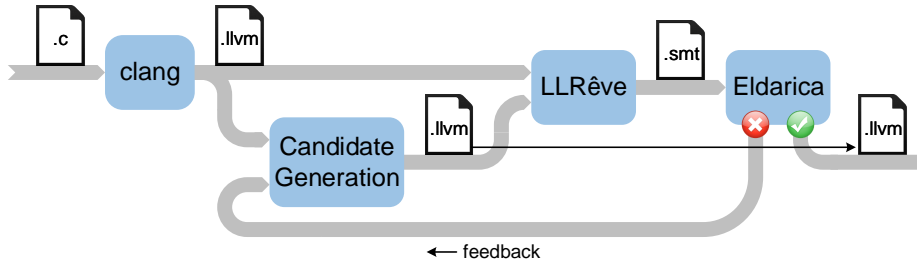 .c
clang
.llvm
Candidate
Generation
.llvm
LLRêve
.smt
Eldarica
.llvm
feedback